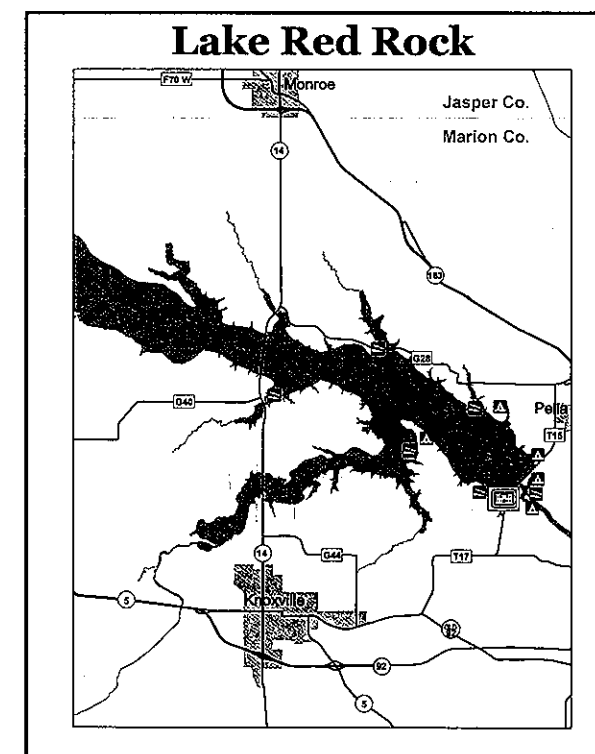 Lake Red Rock
F70 W
Monroe
Jasper Co.
Marion Co.
14
163
G28
G40
Pella
T15
14
G44
T17
5
Knoxville
92
5